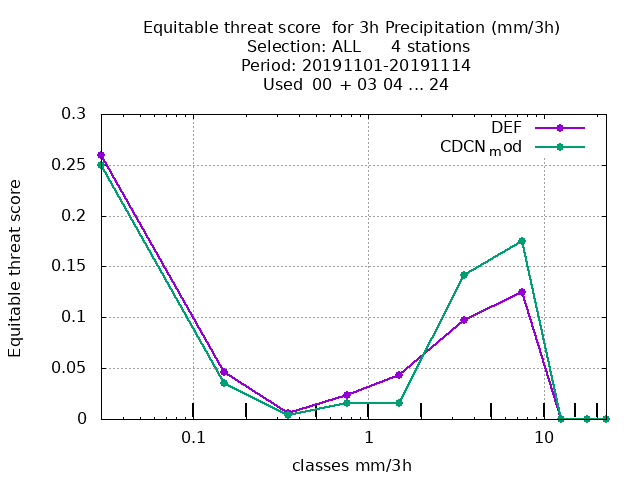 Equitable threat score  for 3h Precipitation (mm/3h)
Selection: ALL      4 stations
Period: 20191101-20191114
Used  00  + 03 04 ... 24
0.3
DEF
CDCNmod
0.25
0.2
0.15
0.1
0.05
0
Equitable threat score
0.1
1
10
classes mm/3h